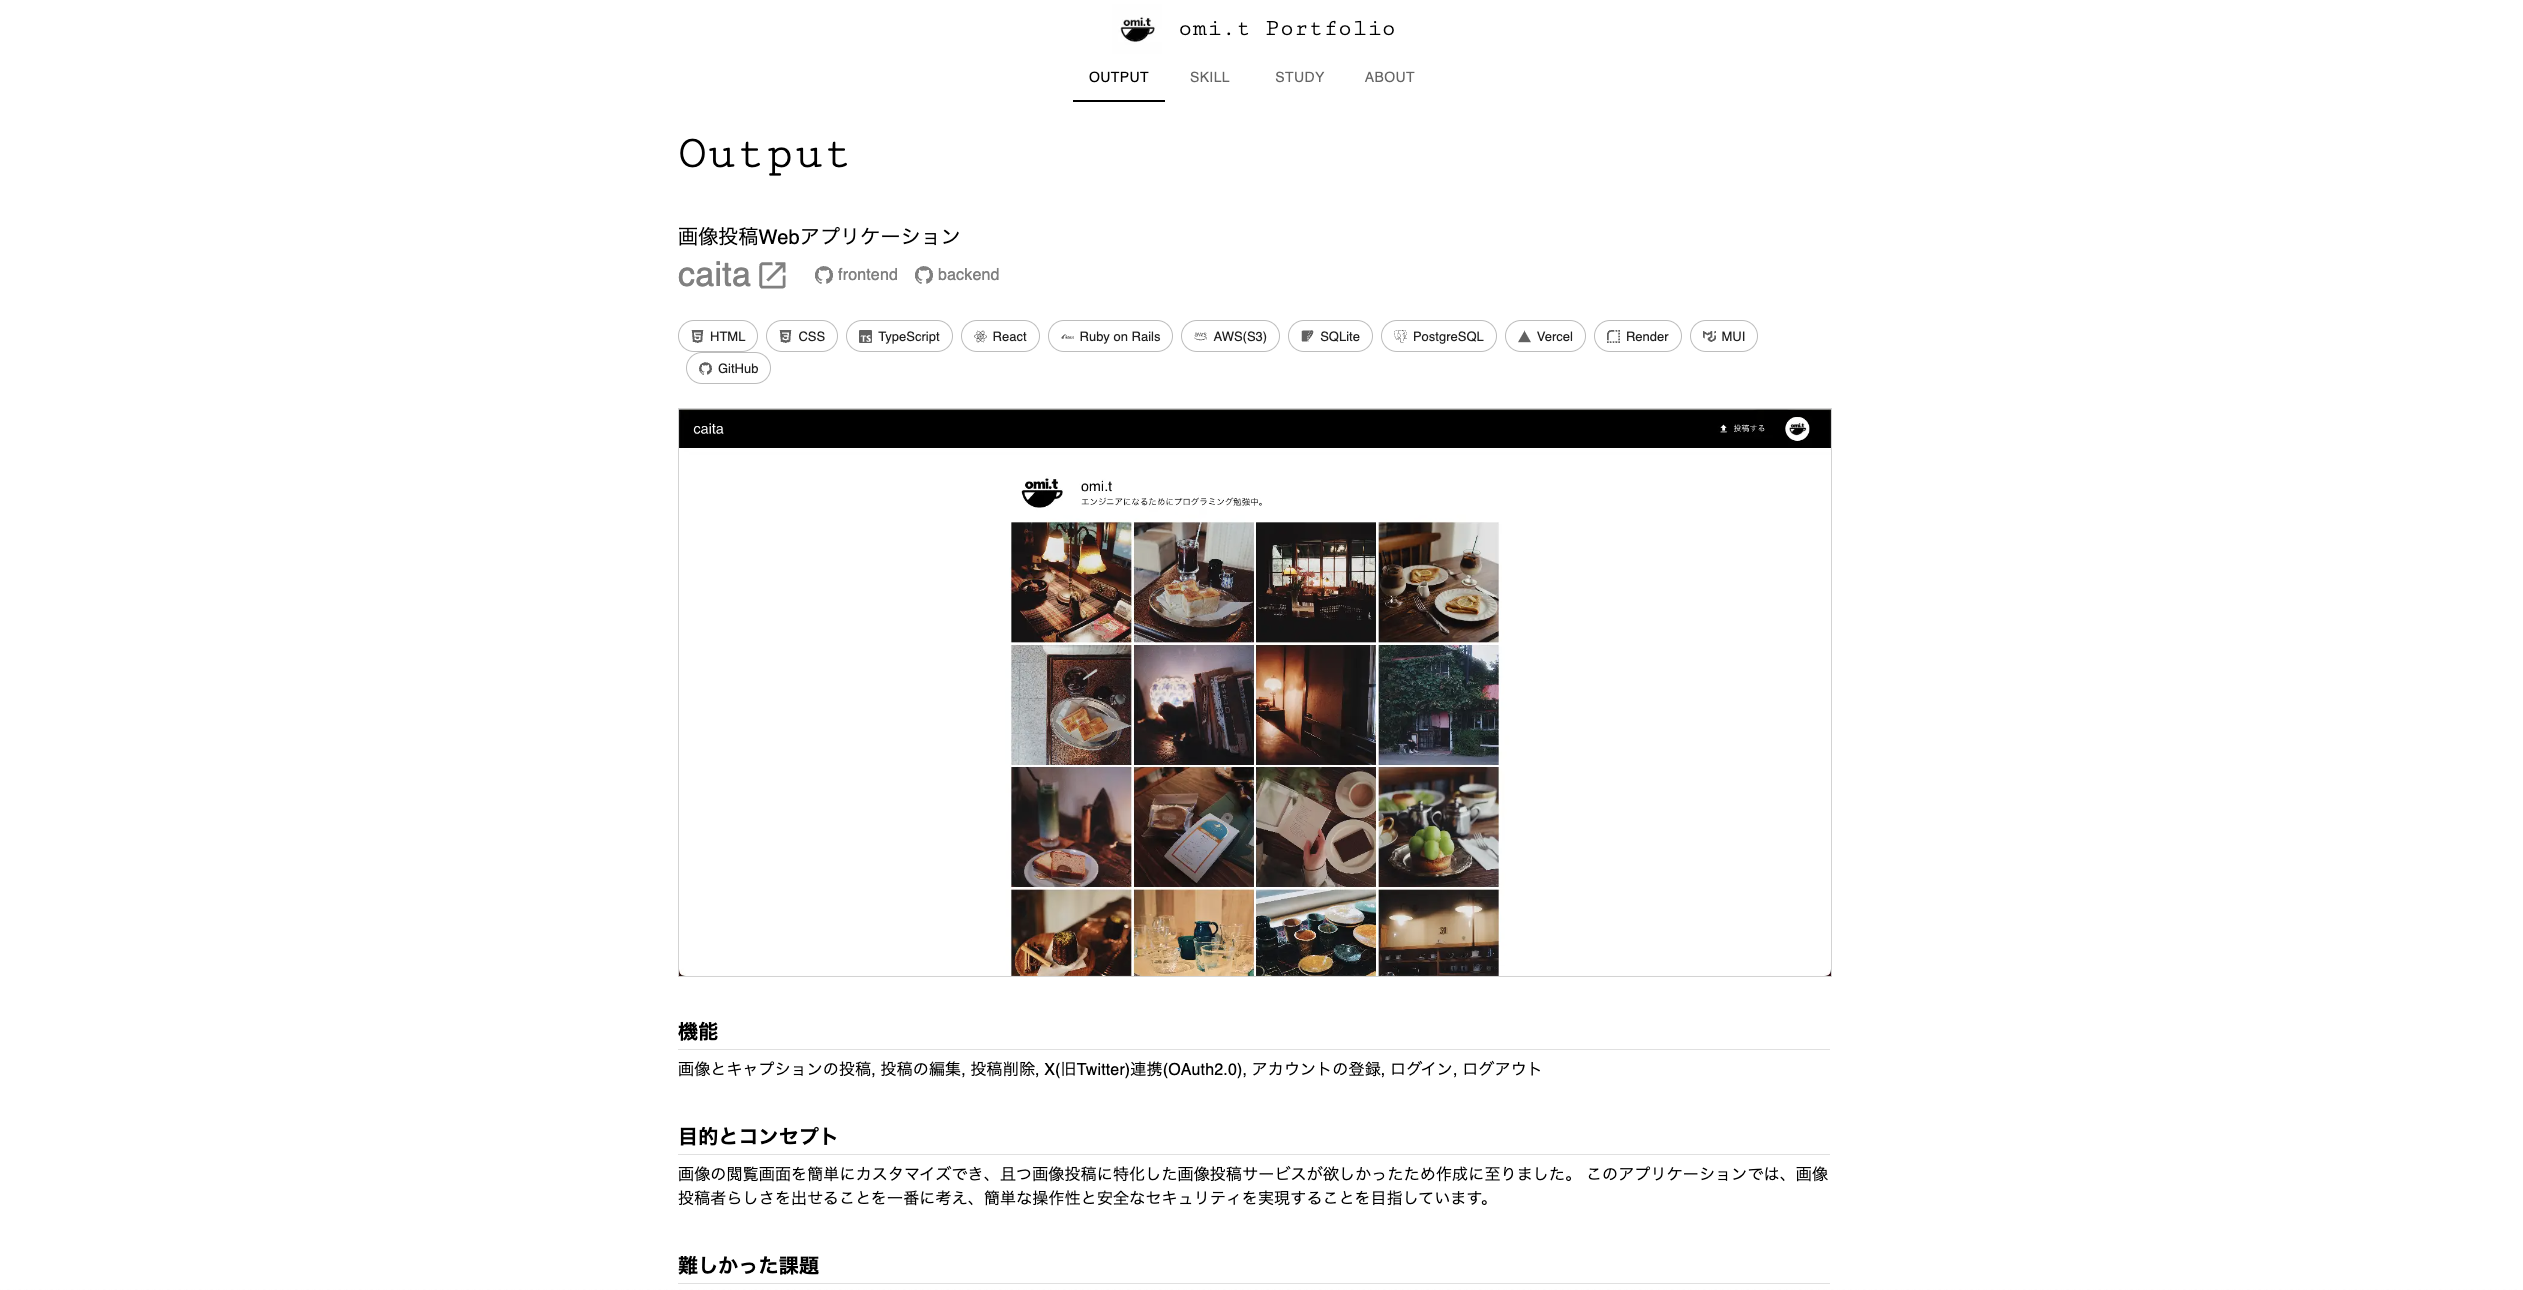 omi.t
omi.t Portfolio
OUTPUT
SKILL
STUDY
ABOUT
Output
画像投稿Webアプリケーション
caita
frontend
backend
HTML
CSS
TypeScript
React
Ruby on Rails
AWS(S3)
SQLite
PostgreSQL
Vercel
Render
MUI
GitHub
caita
投稿する
omi.t
omi.t
omi.t
エンジニアになるためにプログラミング勉強中。
機能
画像とキャプションの投稿, 投稿の編集, 投稿削除, X(旧Twitter)連携(OAuth2.0), アカウントの登録, ログイン, ログアウト
目的とコンセプト
画像の閲覧画面を簡単にカスタマイズでき、且つ画像投稿に特化した画像投稿サービスが欲しかったため作成に至りました。 このアプリケーションでは、画像
投稿者らしさを出せることを一番に考え、簡単な操作性と安全なセキュリティを実現することを目指しています。
難しかった課題